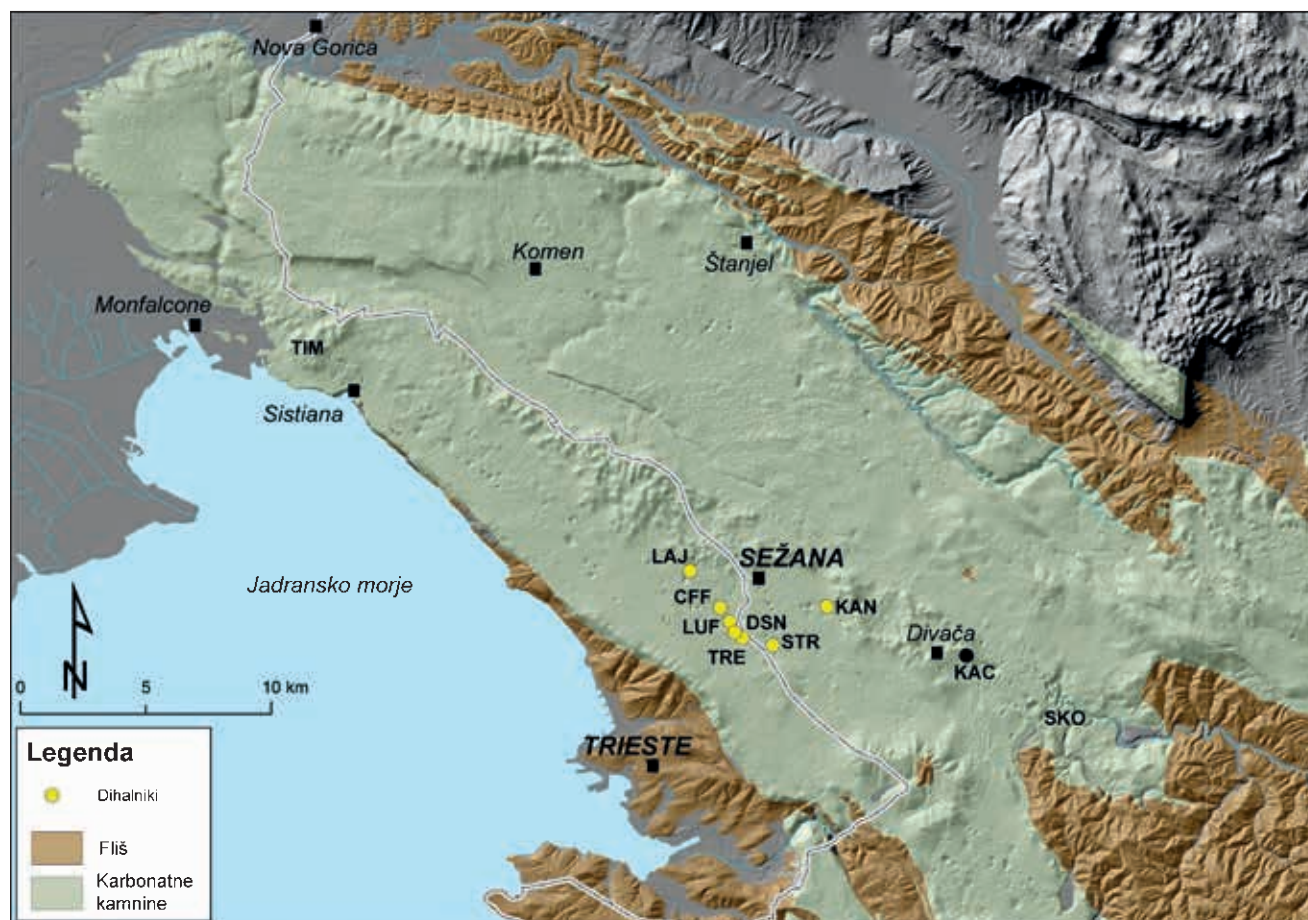 Nova Gorica
Komen
Štanjel
Monfalcone
TIM
Sistiana
LAJ
SEŽANA
CFF
KAN
Jadransko morje
LUF
DSN
STR
Divača
TRE
KAC
N
0 5 10 km
SKO
TRIESTE
Legenda
Dihalniki
Fliš
Karbonatne
kamnine